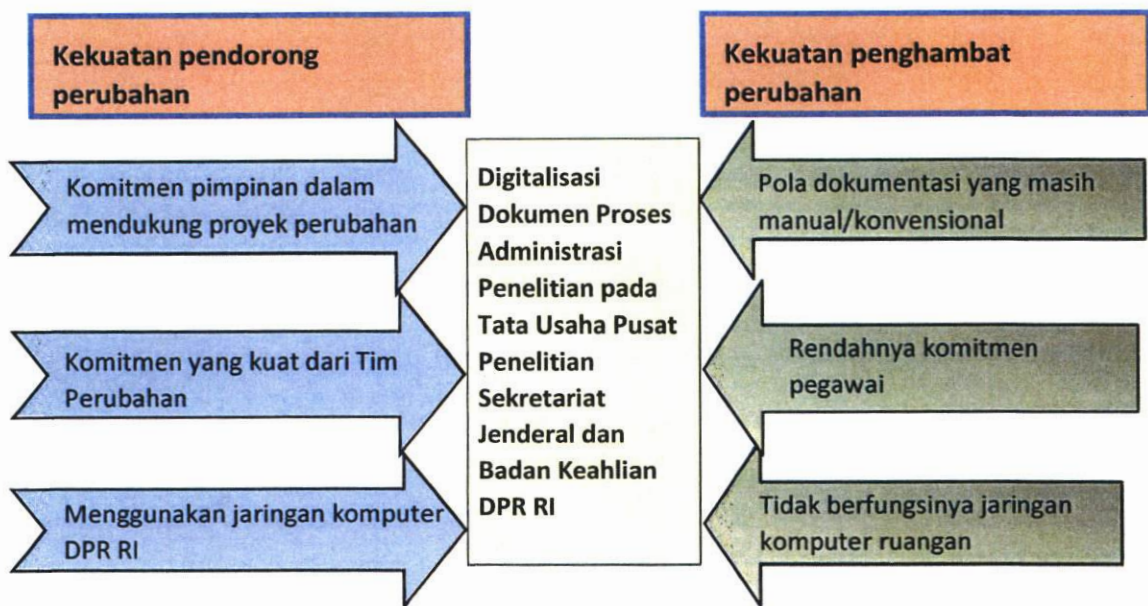 Kekuatan pendorong
perubahan
Komitmen pimpinan dalam
mendukung proyek perubahan
Komitmen yang kuat dari Tim
Perubahan
Menggunakan jaringan komputer
DPR RI
Digitalisasi
Dokumen Proses
Administrasi
Penelitian pada
Tata Usaha Pusat
Penelitian
Sekretariat
Jenderal dan
Badan Keahlian
DPR RI
Kekuatan penghambat
perubahan
Pola dokumentasi yang masih
manual/konvensional
Rendahnya komitmen
pegawai
Tidak berfungsinya jaringan
komputer ruangan